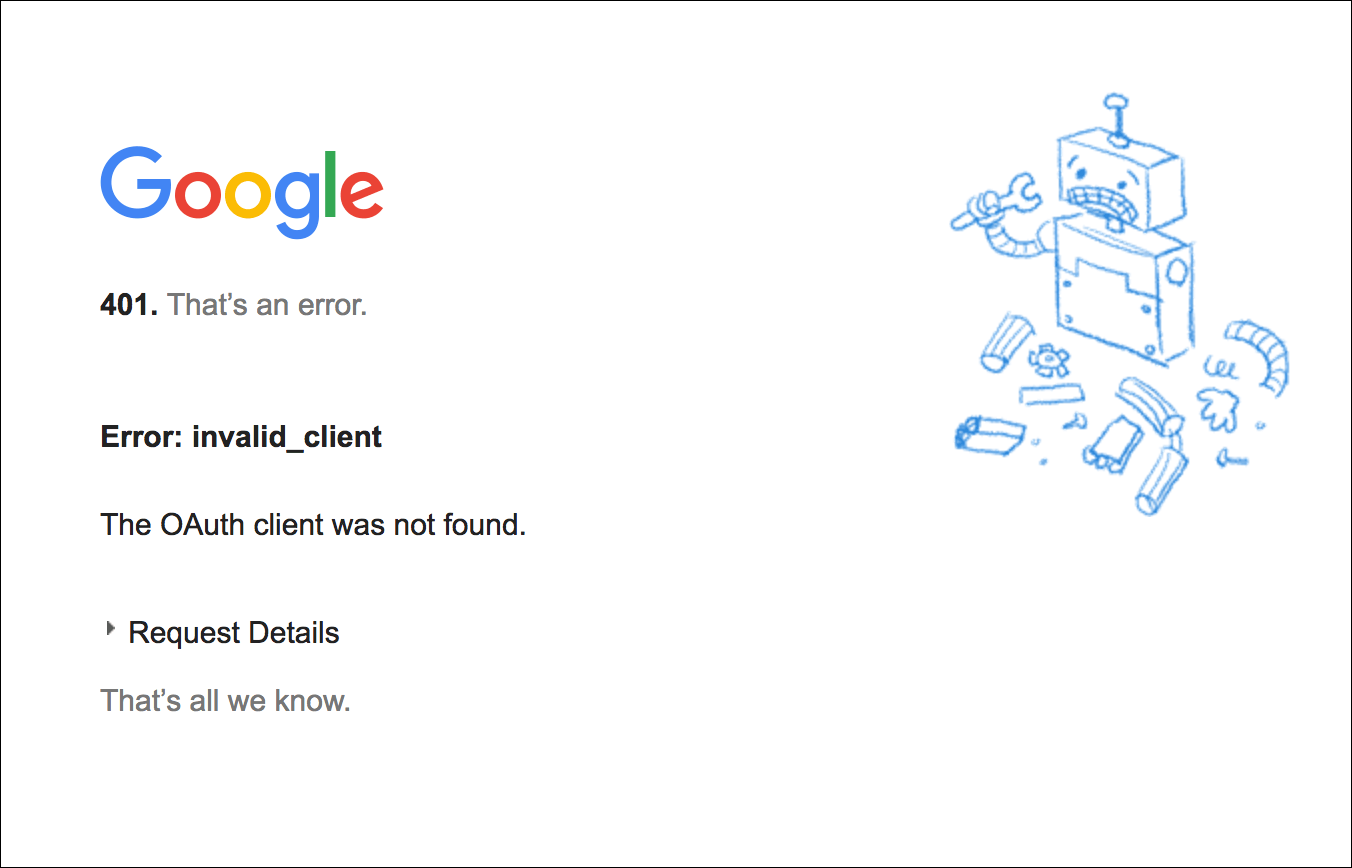 Google
401. That’s an error.
Error: invalid_client
The OAuth client was not found.
Request Details
That’s all we know.